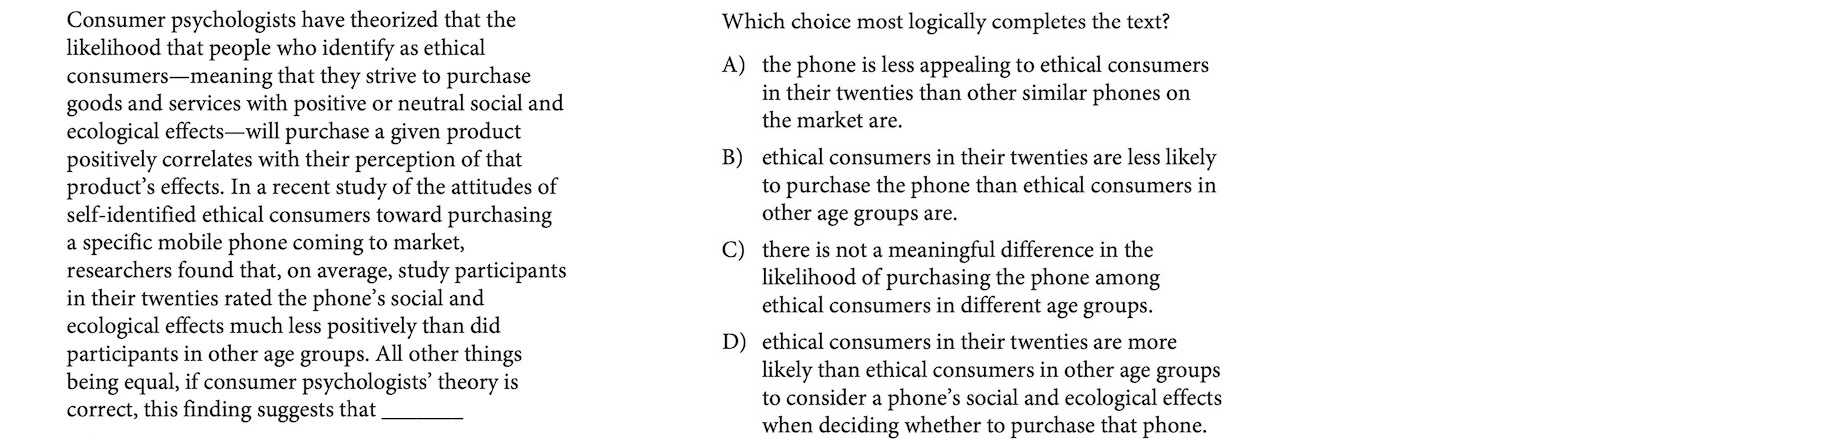 Consumer psychologists have theorized that the
likelihood that people who identify as ethical
consumers—meaning that they strive to purchase
goods and services with positive or neutral social and
ecological effects—will purchase a given product
positively correlates with their perception of that
product’s effects. In a recent study of the attitudes of
self-identified ethical consumers toward purchasing
a specific mobile phone coming to market,
researchers found that, on average, study participants
in their twenties rated the phone’s social and
ecological effects much less positively than did
participants in other age groups. All other things
being equal, if consumer psychologists’ theory is
correct, this finding suggests that _______
Which choice most logically completes the text?
A) the phone is less appealing to ethical consumers
in their twenties than other similar phones on
the market are.
B) ethical consumers in their twenties are less likely
to purchase the phone than ethical consumers in
other age groups are.
C) there is not a meaningful difference in the
likelihood of purchasing the phone among
ethical consumers in different age groups.
D) ethical consumers in their twenties are more
likely than ethical consumers in other age groups
to consider a phone’s social and ecological effects
when deciding whether to purchase that phone.